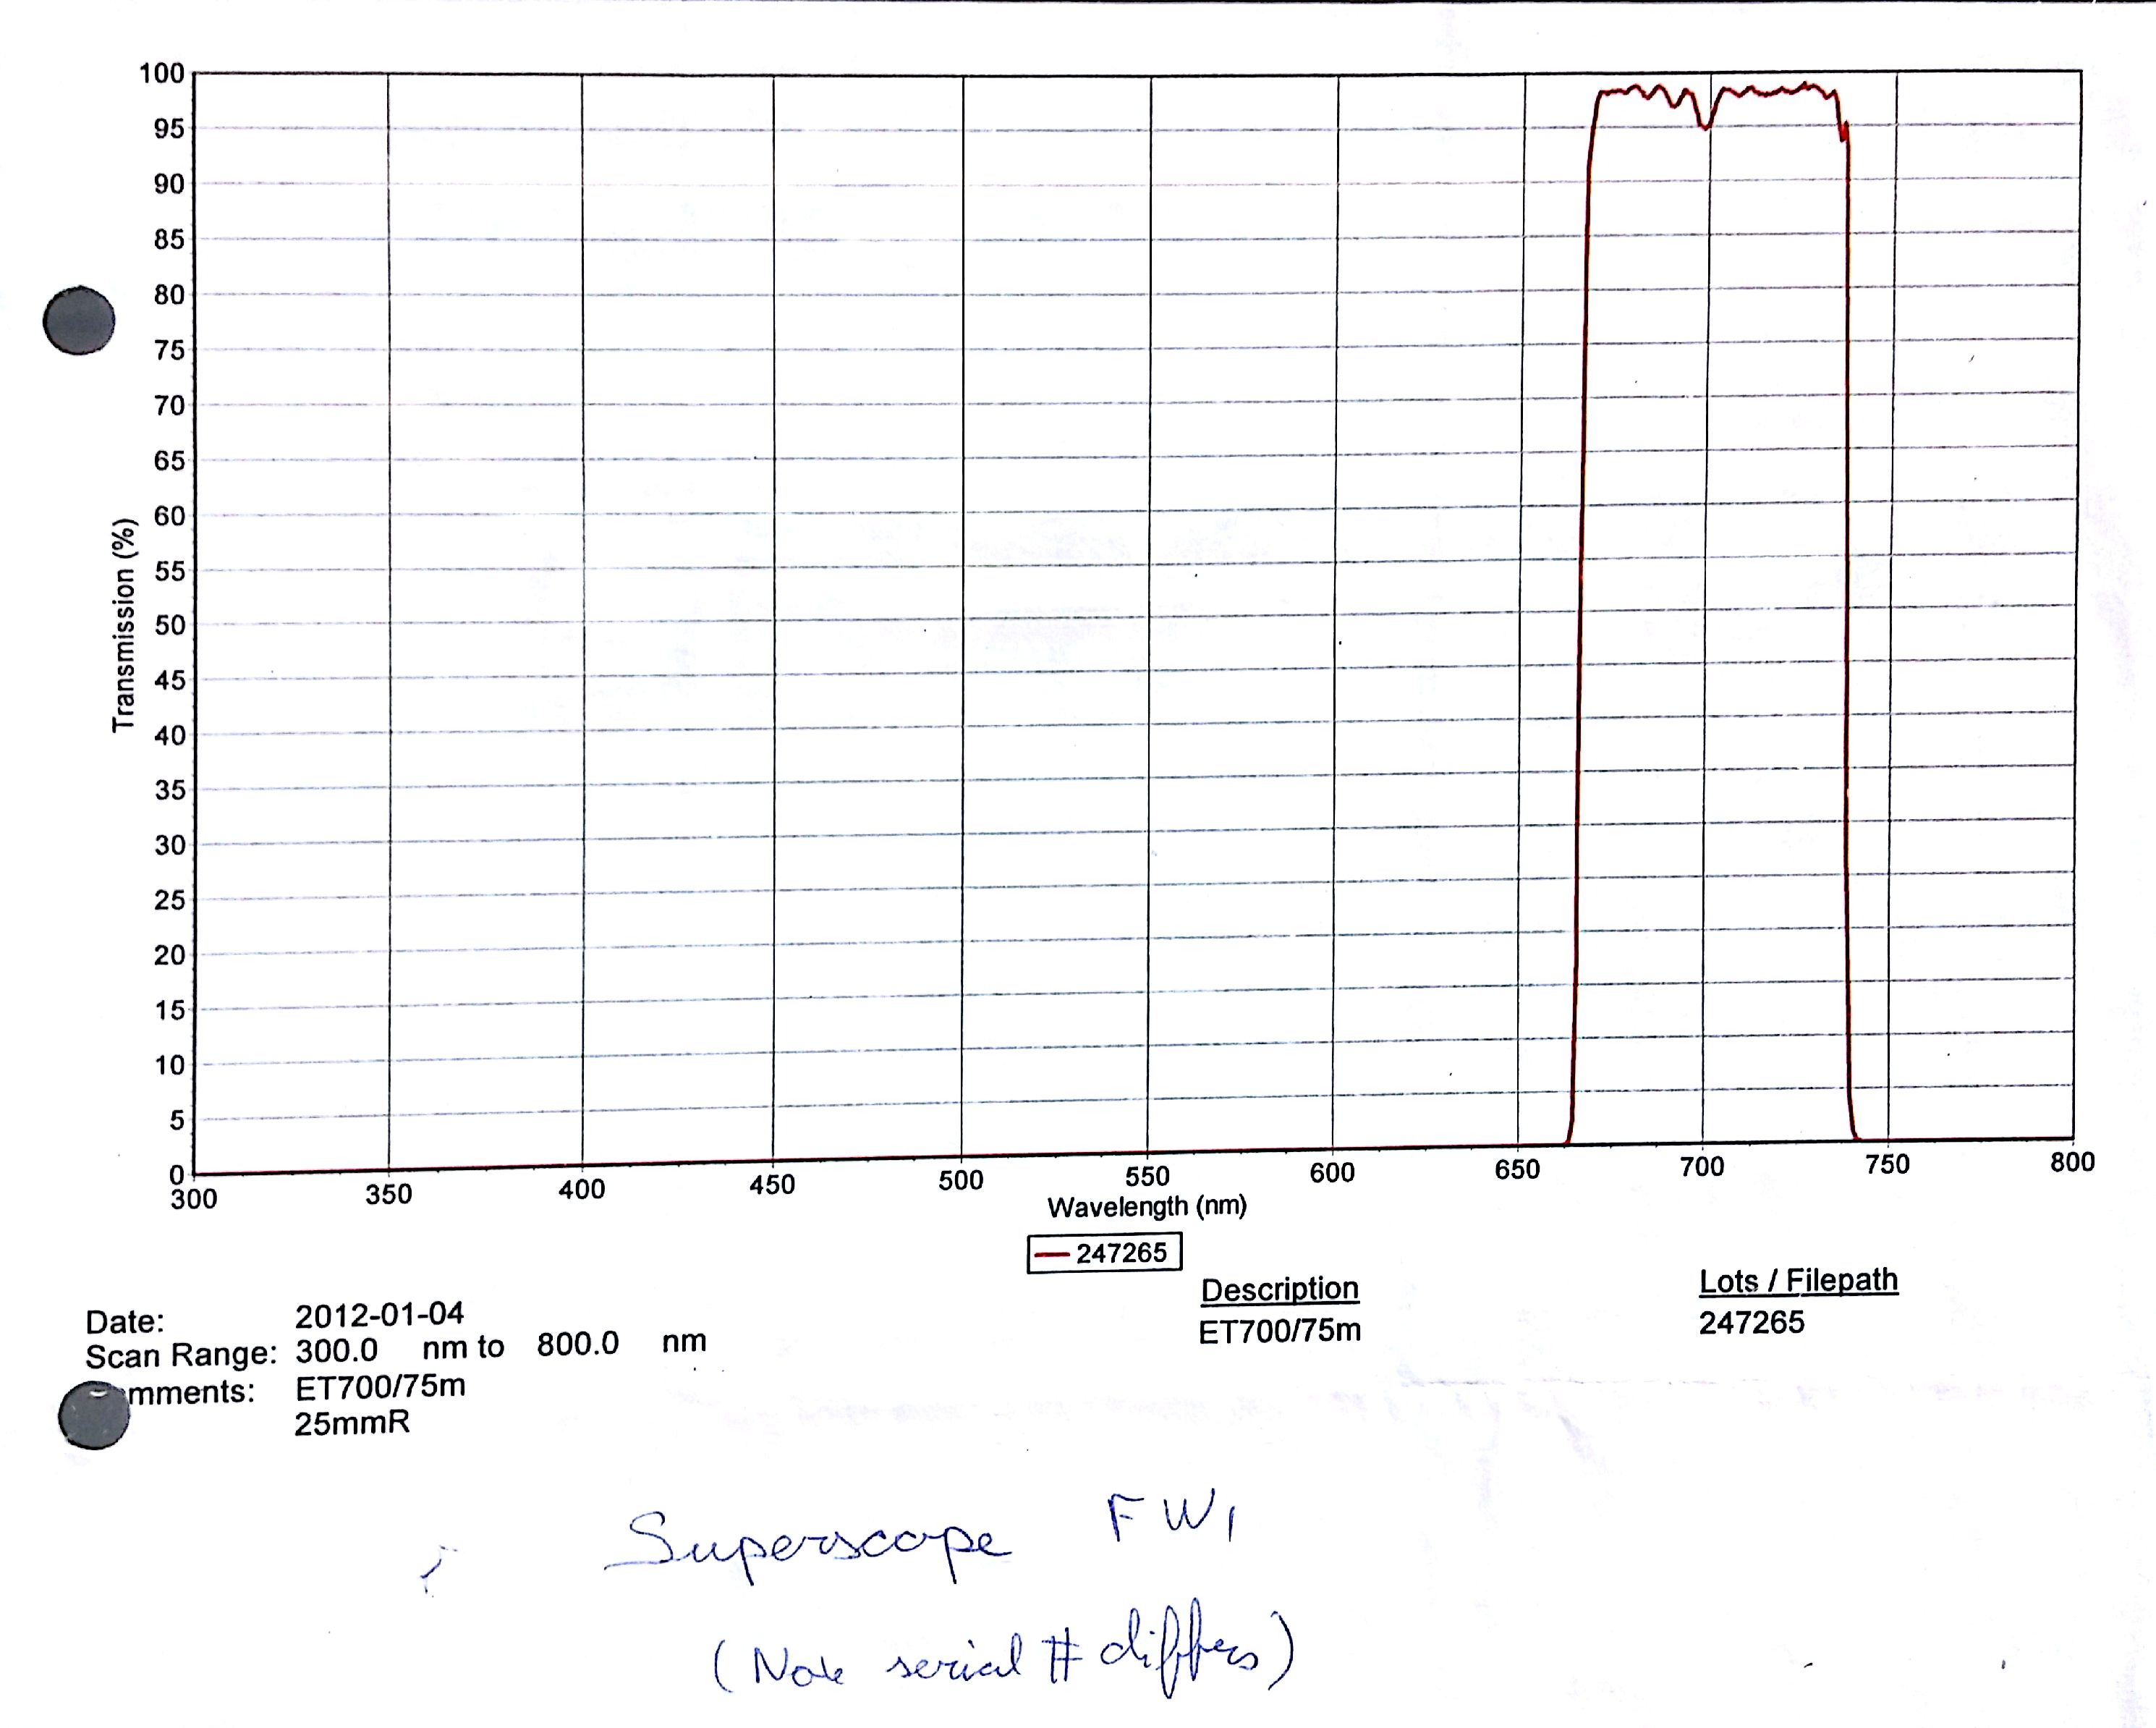 100
95
90
85
80
75
70
65
60
55
50
45
40
35
30
25
20
15
10
5
0
Transmission (%)
300 350 400 450 500 550 600 650 700 750 800
Wavelength (nm)
247265
Description Lots / Filepath
ET700/75m 247265
Date: 2012-01-04
Scan Range: 300.0 nm to 800.0 nm
mments: ET700/75m
25mmR
Superscope FW1
(Note serial # differs)